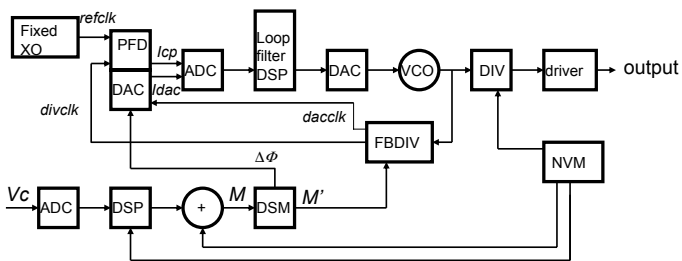 Fixed
XO
refclk
PFD
DAC
Icp
Idac
ADC
Loop
filter
DSP
DAC
VCO
DIV
driver
output
divclk
dacclk
FBDIV
NVM
ΔΦ
Vc
ADC
DSP
+
M
DSM
M'